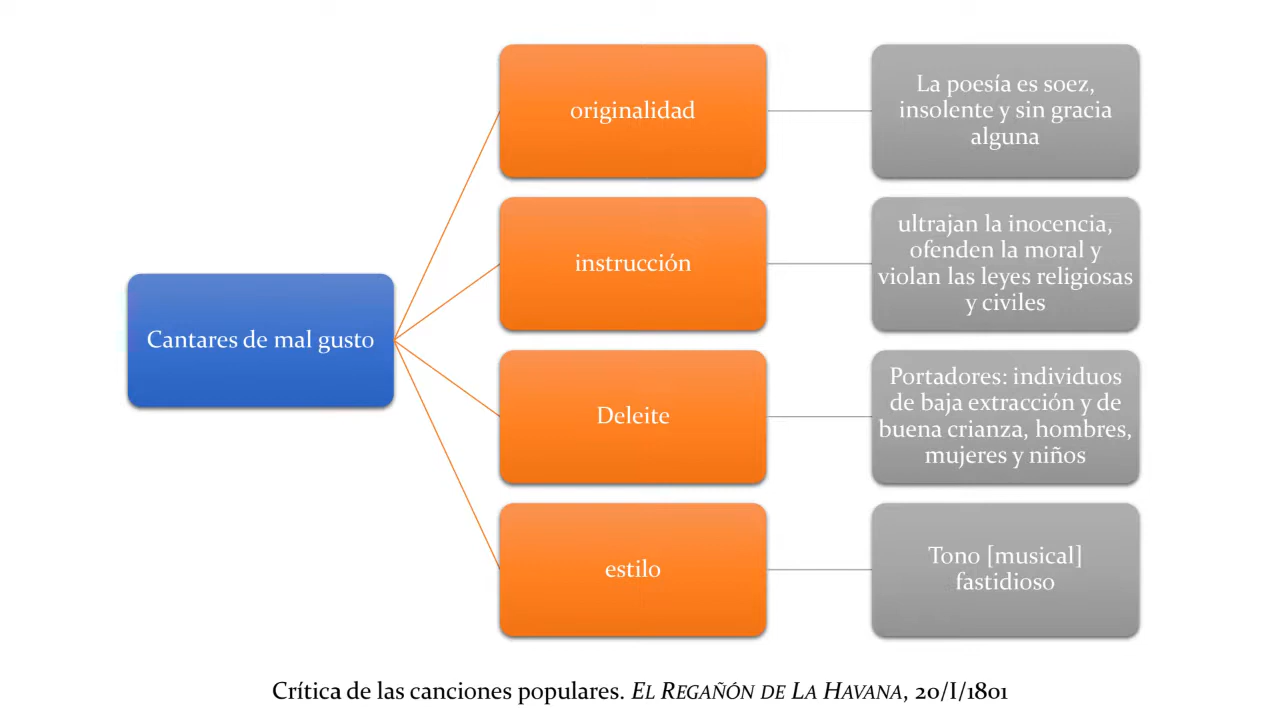 Cantares de mal gusto
originalidad
La poesía es soez,
insolente y sin gracia
alguna
instrucción
ultrajan la inocencia,
ofenden la moral y
violan las leyes religiosas
y civiles
Deleite
Portadores: individuos
de baja extracción y de
buena crianza, hombres,
mujeres y niños
estilo
Tono [musical]
fastidioso
Crítica de las canciones populares. EL REGAÑÓN DE LA HAVANA, 20/I/1801